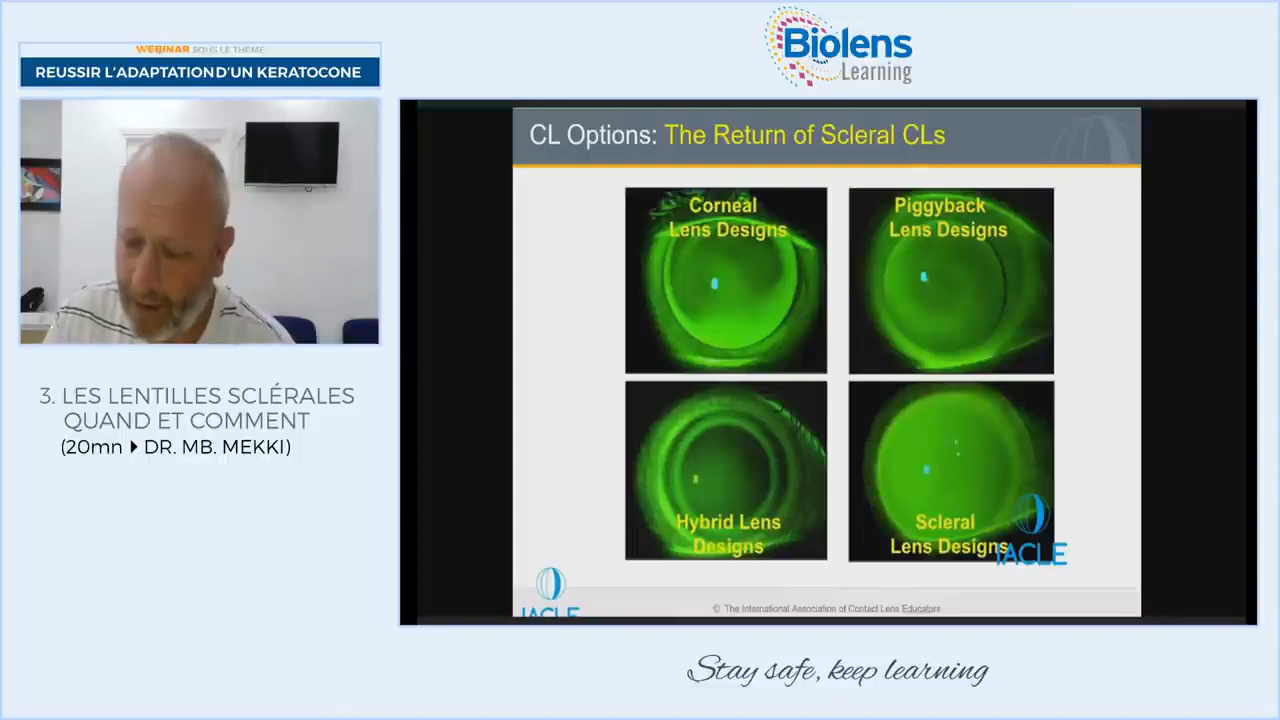 Biolens
Learning
WEBINAR SOUS LE THÈME
REUSSIR L'ADAPTATION D'UN KERATOCONE
3. LES LENTILLES SCLÉRALES
QUAND ET COMMENT
(20mn DR. MB. MEKKI)
CL Options: The Return of Scleral CLs
Corneal
Lens Designs
Piggyback
Lens Designs
Hybrid Lens
Designs
Scleral
Lens Designs
IACLE
IACLE
© The International Association of Contact Lens Educators
Stay safe, keep learning